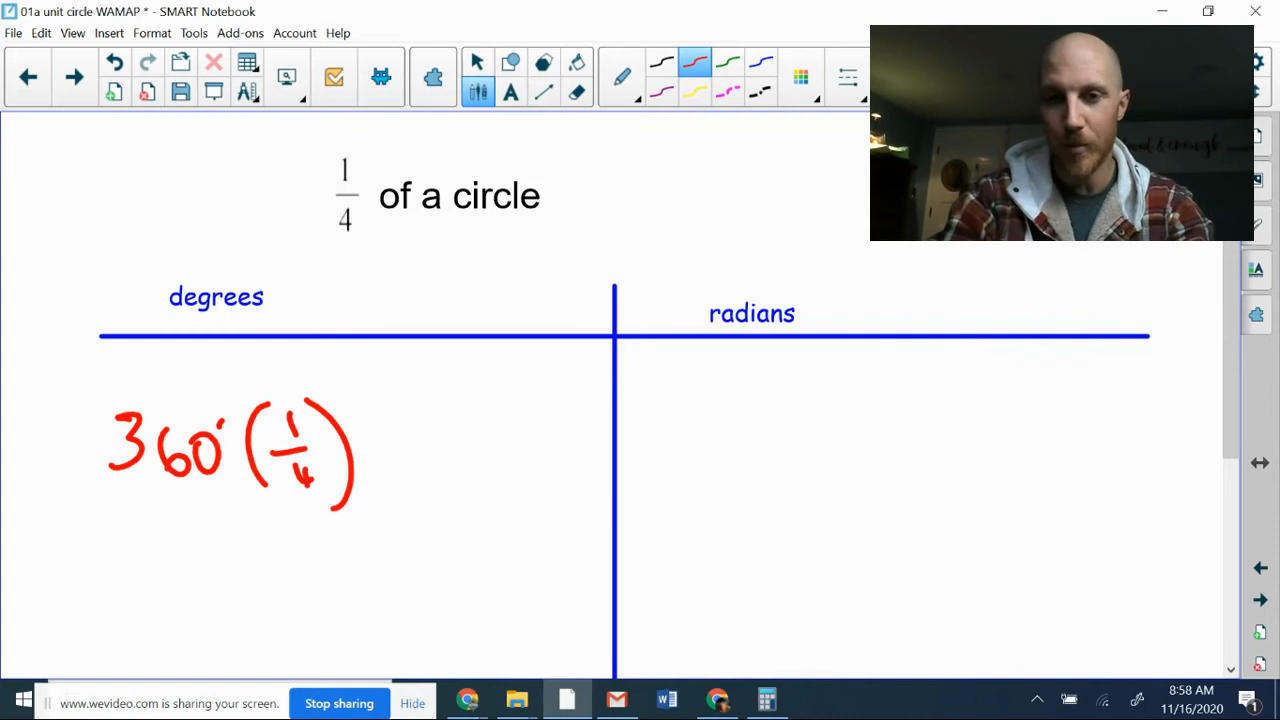 01a unit circle WAMAP * - SMART Notebook
File Edit View Insert Format Tools Add-ons Account Help
1
4
of a circle
degrees
radians
360° (1/4)
www.wevideo.com is sharing your screen. Stop sharing Hide
8:58 AM
11/16/2020
1